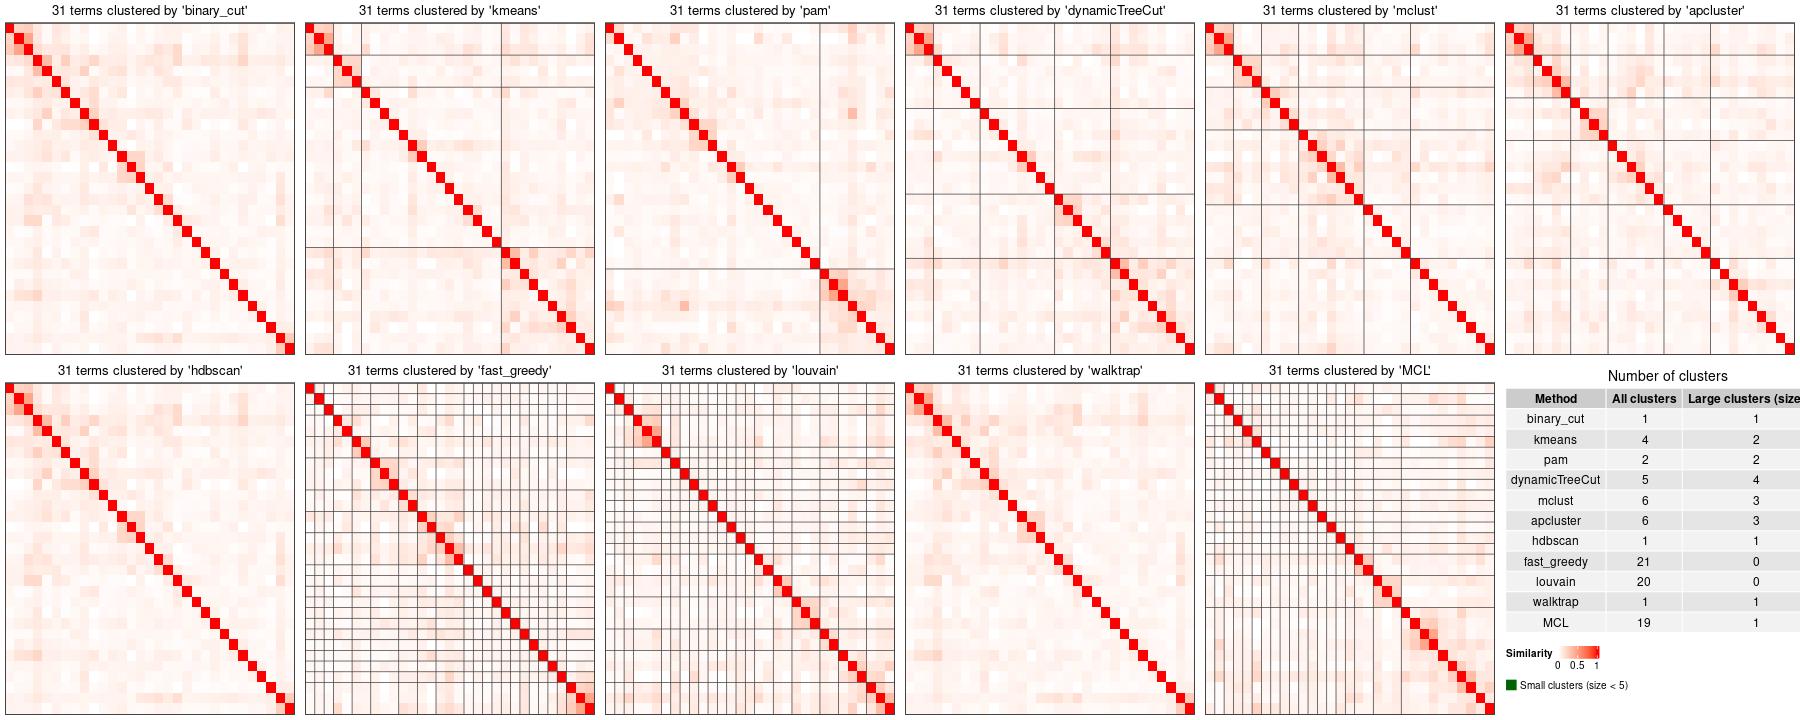 31 terms clustered by 'binary_cut'
31 terms clustered by 'kmeans'
31 terms clustered by 'pam'
31 terms clustered by 'dynamicTreeCut'
31 terms clustered by 'mclust'
31 terms clustered by 'apcluster'
31 terms clustered by 'hdbscan'
31 terms clustered by 'fast_greedy'
31 terms clustered by 'louvain'
31 terms clustered by 'walktrap'
31 terms clustered by 'MCL'
Number of clusters
Method All clusters Large clusters (size
binary_cut 1 1
kmeans 4 2
pam 2 2
dynamicTreeCut 5 4
mclust 6 3
apcluster 6 3
hdbscan 1 1
fast_greedy 21 0
louvain 20 0
walktrap 1 1
MCL 19 1
Similarity
0 0.5 1
Small clusters (size < 5)